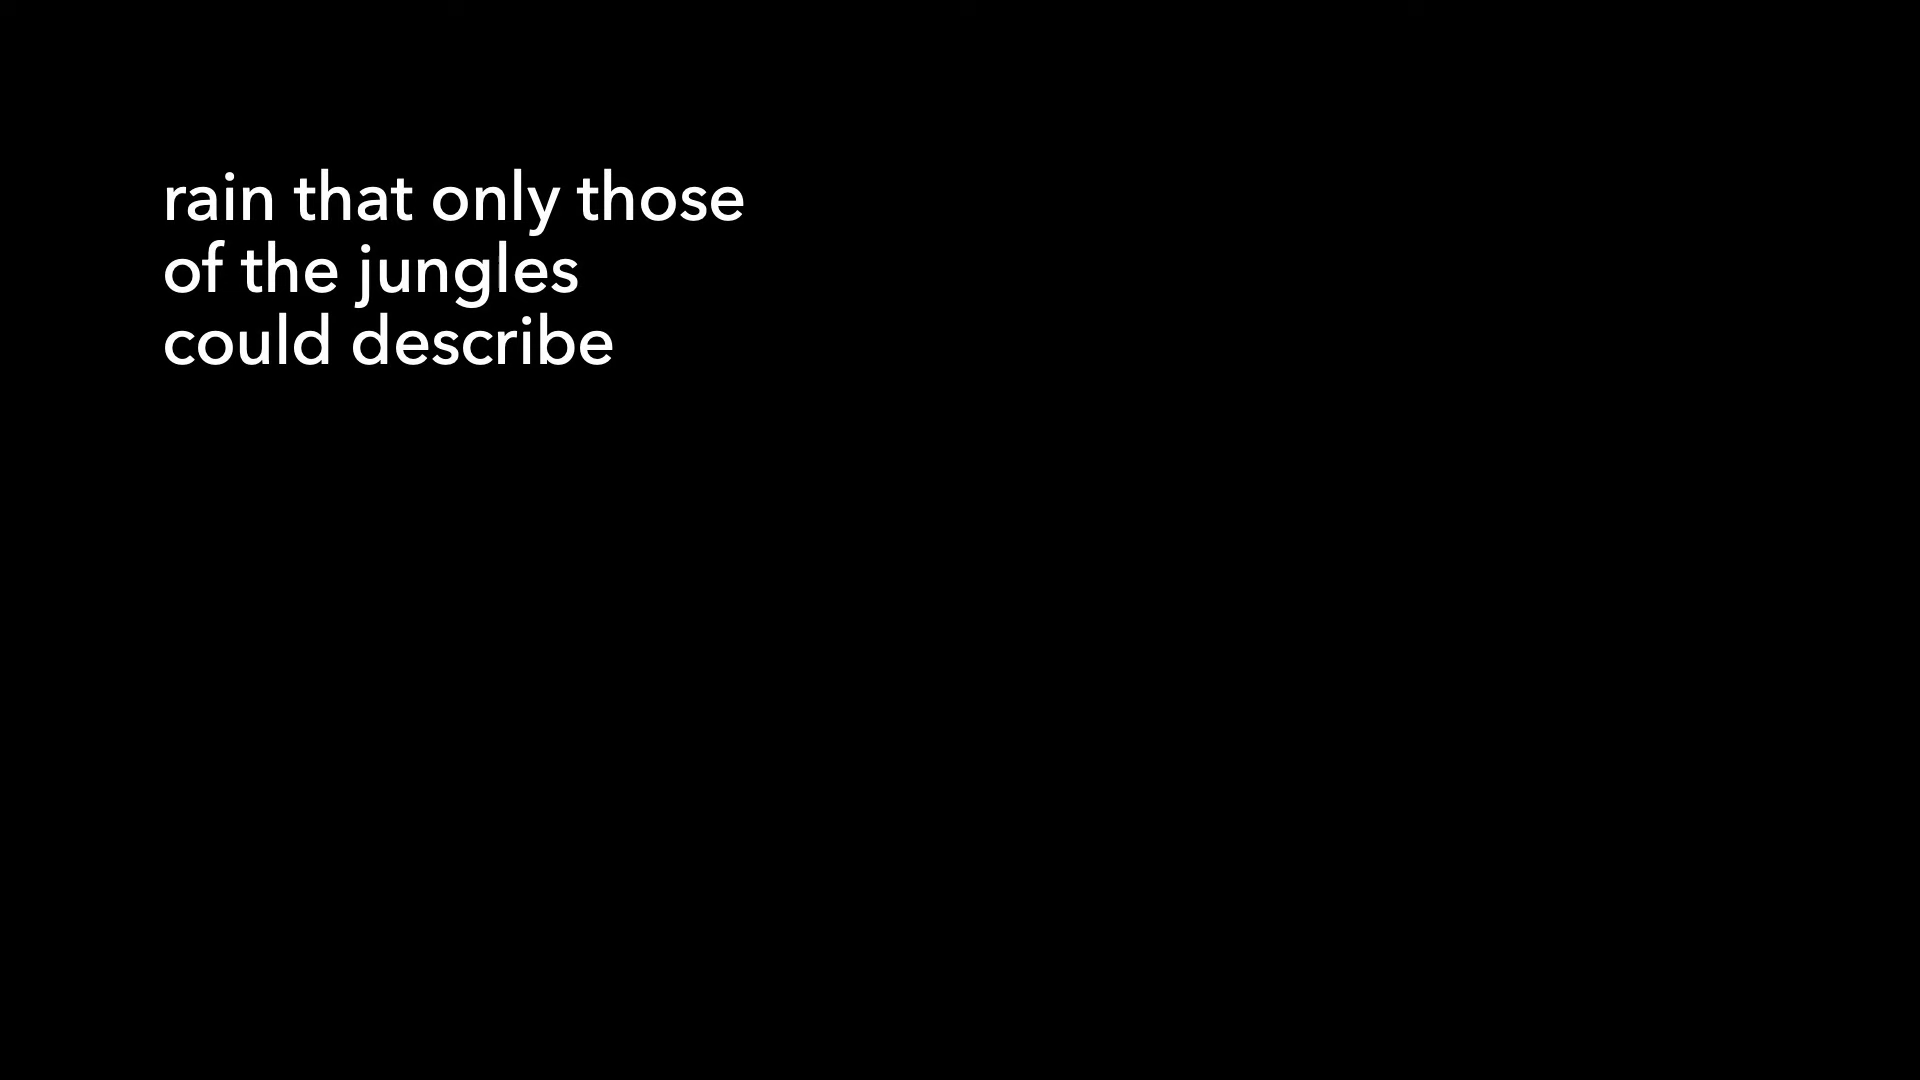 rain that only those
of the jungles
could describe